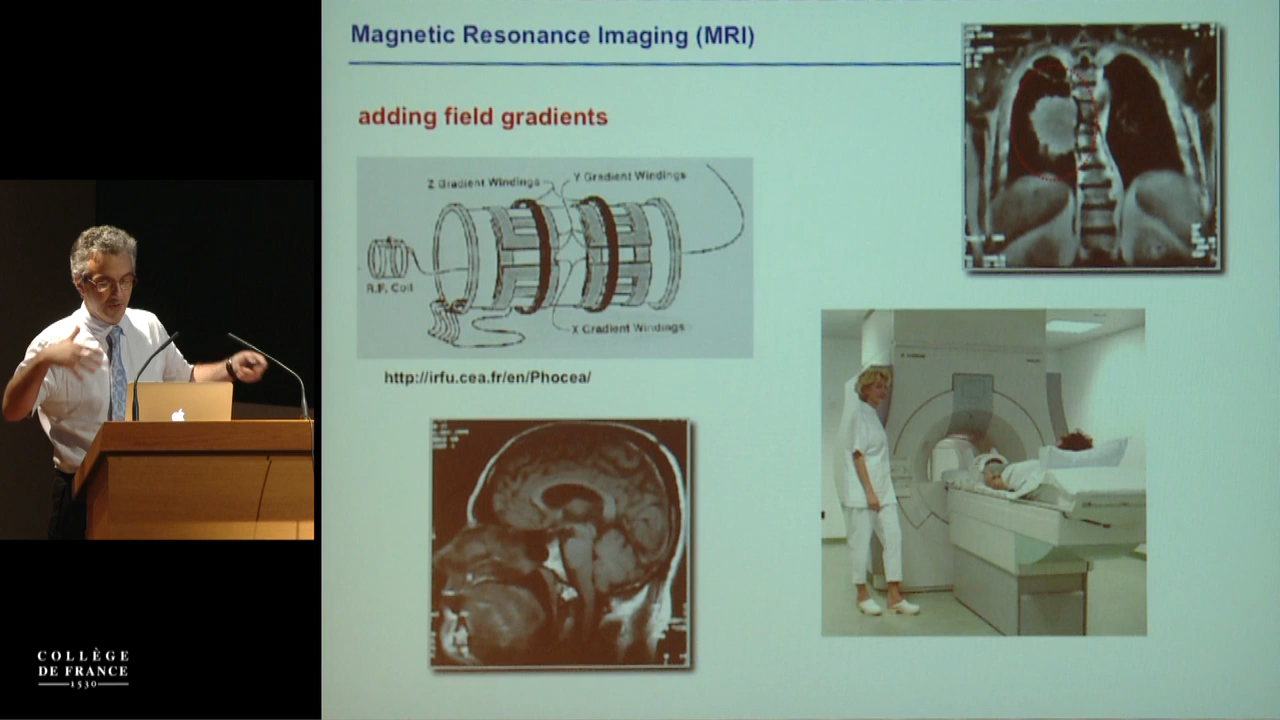 Magnetic Resonance Imaging (MRI)
adding field gradients
Z Gradient Windings
Y Gradient Windings
R.F. Coil
X Gradient Windings
http://irfu.cea.fr/en/Phocea/
COLLÈGE
DE FRANCE
1530